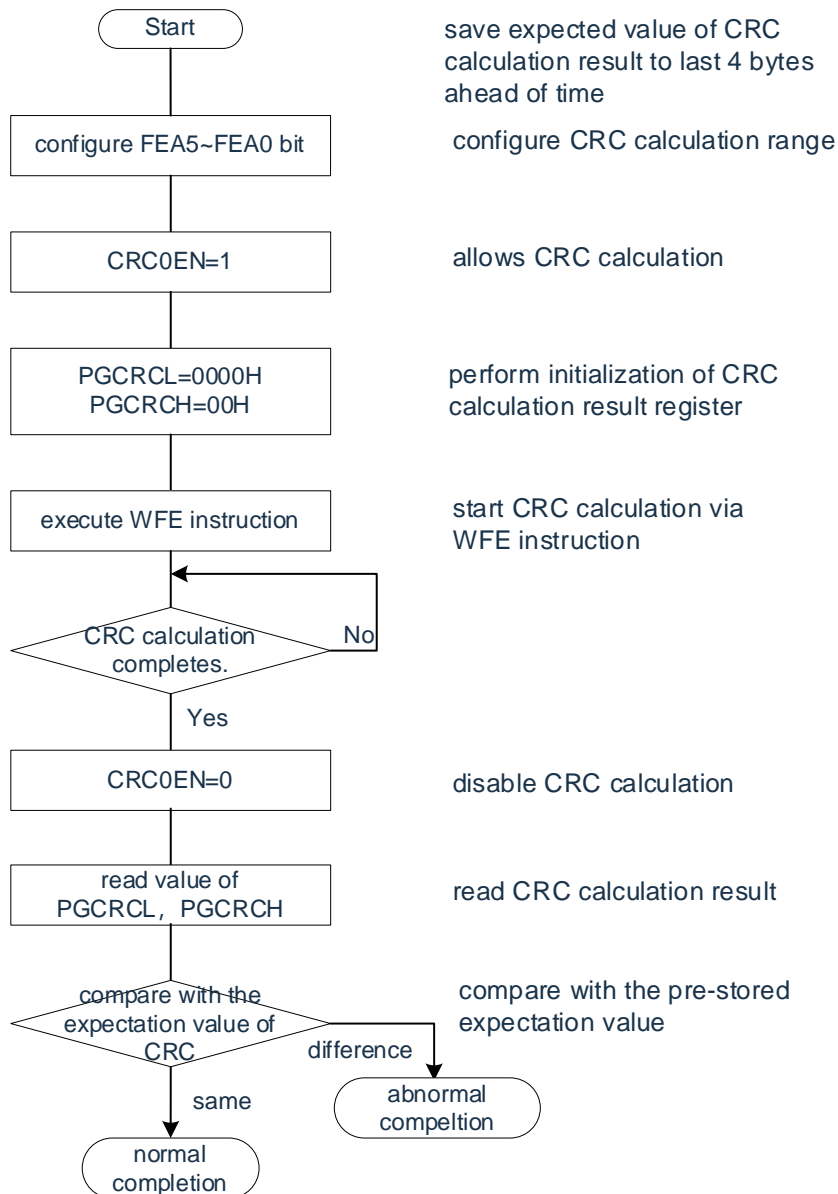 Start
save expected value of CRC
calculation result to last 4 bytes
ahead of time
configure FEA5~FEA0 bit
configure CRC calculation range
CRC0EN=1
allows CRC calculation
PGCRCL=0000H
PGCRCH=00H
perform initialization of CRC
calculation result register
execute WFE instruction
start CRC calculation via
WFE instruction
CRC calculation
completes.
No
Yes
CRC0EN=0
disable CRC calculation
read value of
PGCRCL，PGCRCH
read CRC calculation result
compare with the
expectation value of
CRC
compare with the pre-stored
expectation value
difference
same
abnormal
compeltion
normal
completion